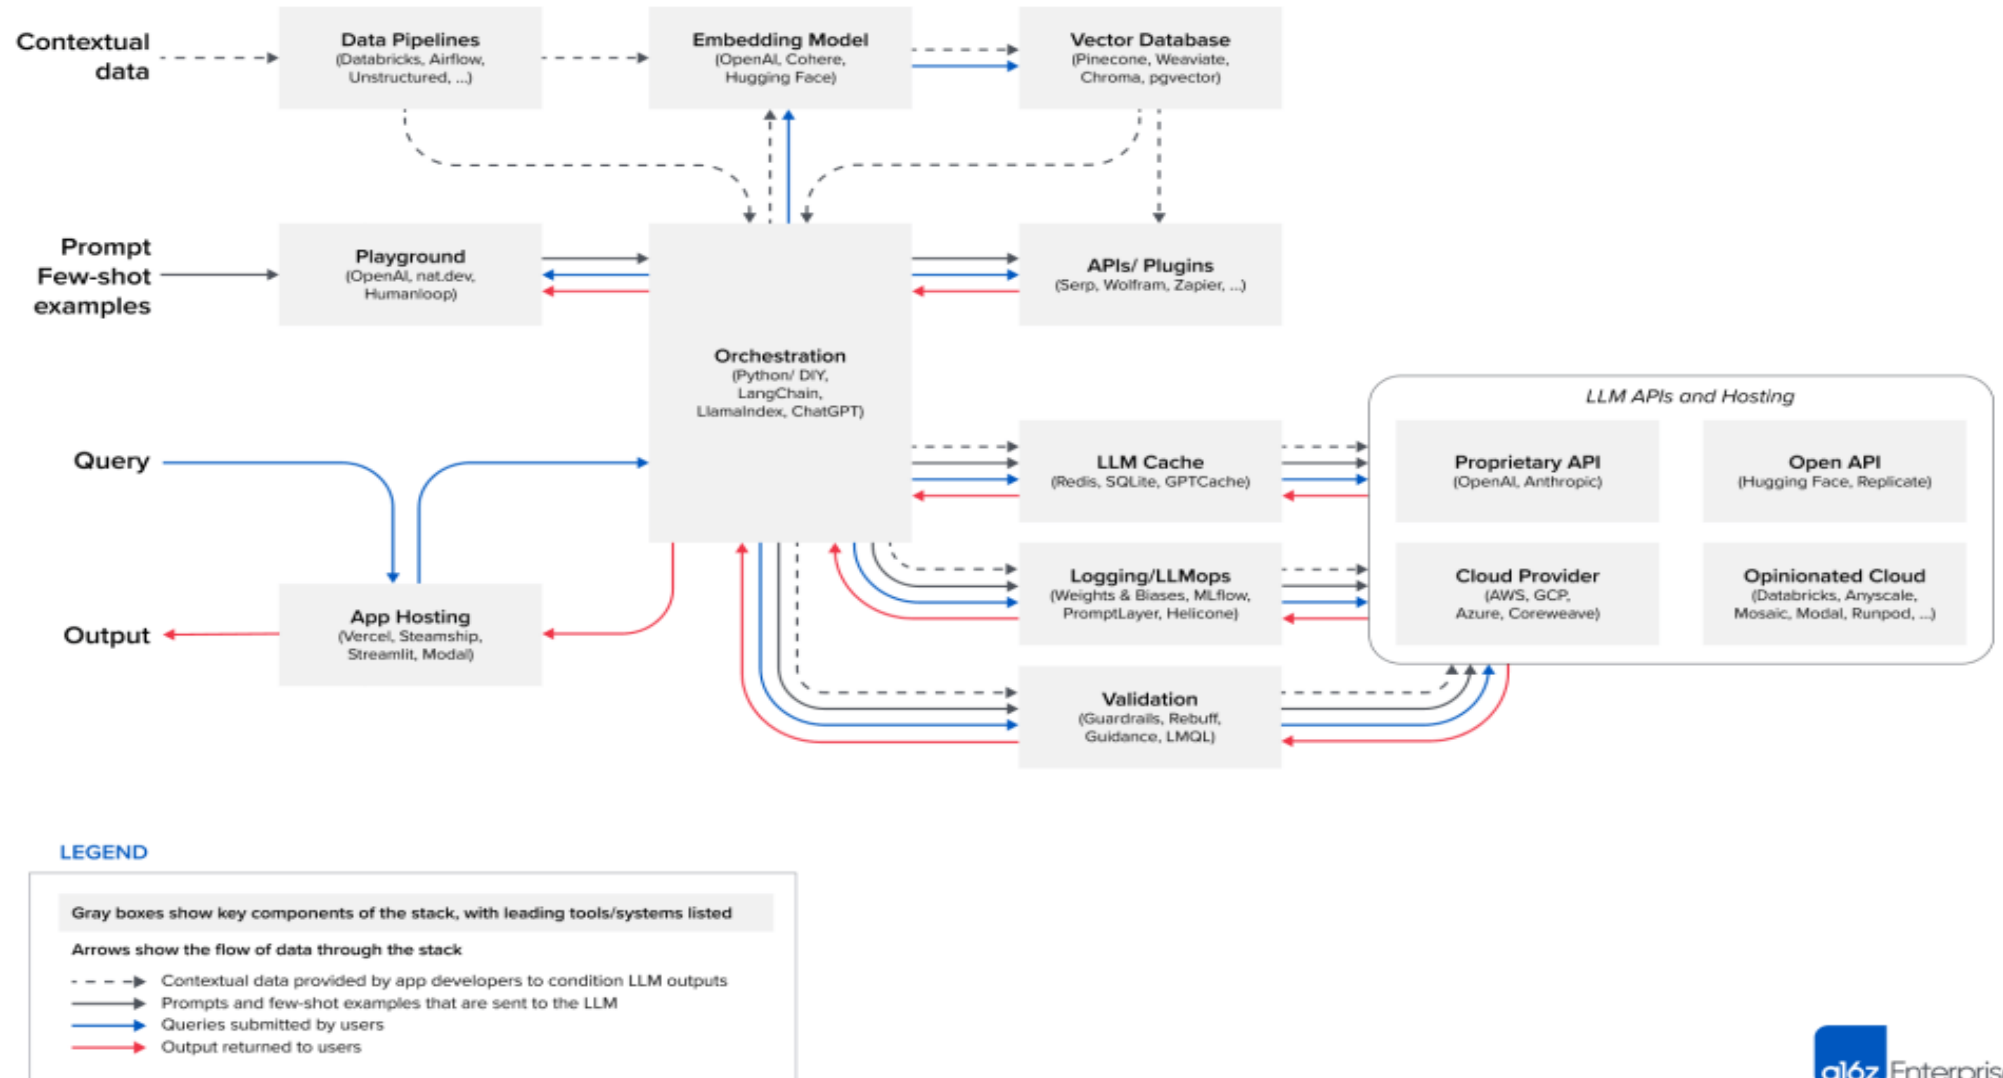 Contextual
data
Data Pipelines
(Databricks, Airflow,
Unstructured, ...)
Embedding Model
(OpenAI, Cohere,
Hugging Face)
Vector Database
(Pinecone, Weaviate,
Chroma, pgvector)
Prompt
Few-shot
examples
Playground
(OpenAI, nat.dev,
Humanloop)
Orchestration
(Python/ DIY,
LangChain,
LlamaIndex, ChatGPT)
APIs/ Plugins
(Serp, Wolfram, Zapier, ...)
Query
Output
App Hosting
(Vercel, Steamship,
Streamlit, Modal)
LLM Cache
(Redis, SQLite, GPTCache)
Logging/LLMops
(Weights & Biases, MLflow,
PromptLayer, Helicone)
Validation
(Guardrails, Rebuff,
Guidance, LMQL)
LLM APIs and Hosting
Proprietary API
(OpenAI, Anthropic)
Open API
(Hugging Face, Replicate)
Cloud Provider
(AWS, GCP,
Azure, Coreweave)
Opinionated Cloud
(Databricks, Anyscale,
Mosaic, Modal, Runpod, ...)
LEGEND
Gray boxes show key components of the stack, with leading tools/systems listed
Arrows show the flow of data through the stack
Contextual data provided by app developers to condition LLM outputs
Prompts and few-shot examples that are sent to the LLM
Queries submitted by users
Output returned to users
a16z Enterpris